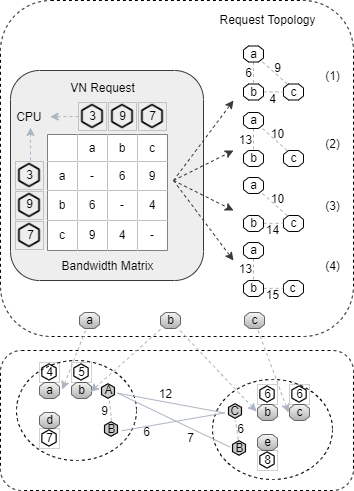 Request Topology
a
6 9
b 4 c
(1)
VN Request
CPU
3 9 7
a b c
3 a - 6 9
9 b 6 - 4
7 c 9 4 -
Bandwidth Matrix
a
13 10
b c
(2)
a
10
b 14 c
(3)
a
13
b 15 c
(4)
a b c
4 5
a b A 12
9
B 6 7
d
7
C
6
B
6 6
b c
e
8